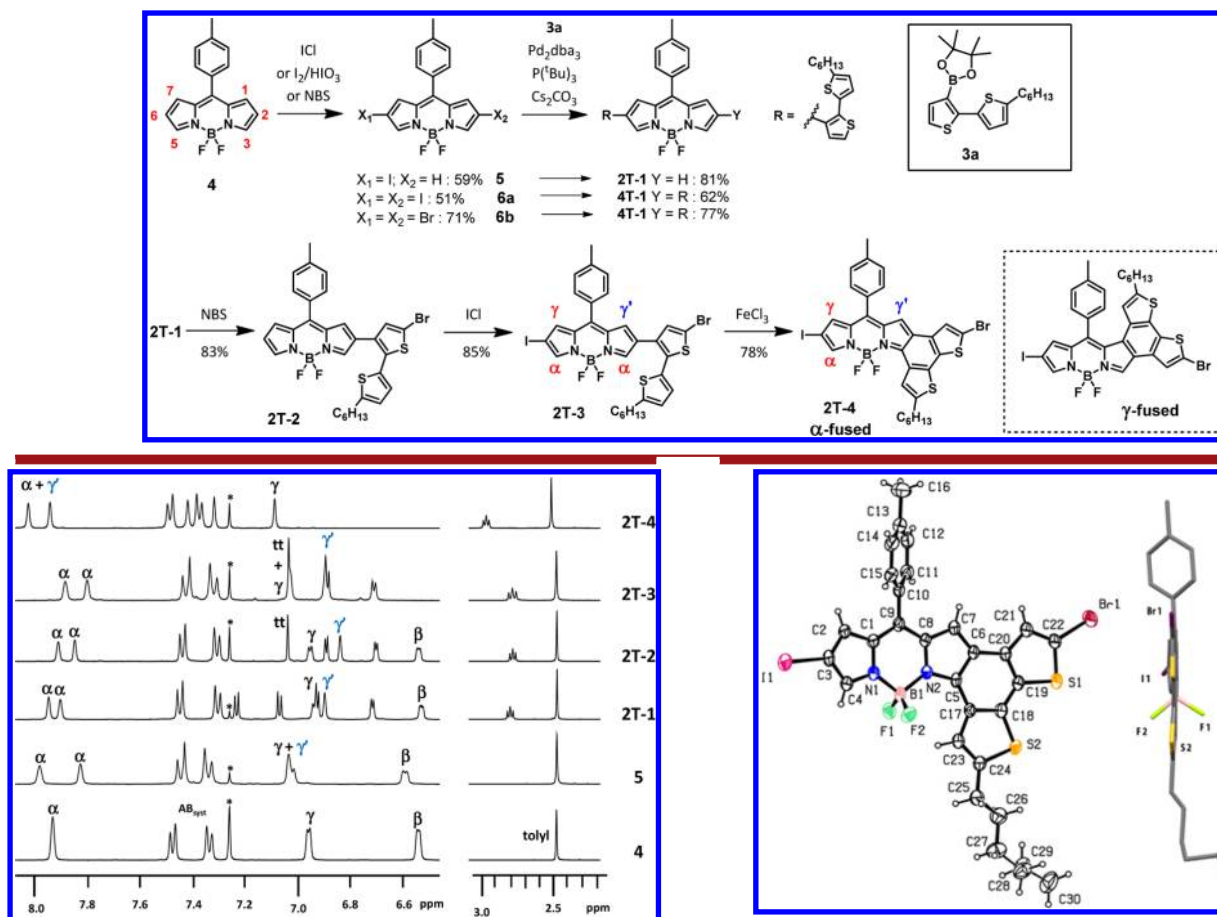 ICl
or I2/HIO3
or NBS
3a
Pd2dba3
P(tBu)3
Cs2CO3
7
1
6
2
5
3
N
B
N
F F
4
X1
X2
N
B
N
F F
R
Y
N
B
N
F F
R =
C6H13
S
S
O B O
C6H13
S
S
3a
X1 = I; X2 = H : 59% 5 2T-1 Y = H: 81%
X1 = X2 = I : 51% 6a 4T-1 Y = R: 62%
X1 = X2 = Br : 71% 6b 4T-1 Y = R: 77%
2T-1
NBS
83%
N
B
N
F F
Br
S
S
C6H13
2T-2
ICl
85%
γ
γ'
I
N
B
N
F F
α
α
Br
S
S
C6H13
2T-3
FeCl3
78%
γ
γ'
I
N
B
N
F F
α
Br
S
S
C6H13
2T-4
α-fused
C6H13
S
S
I
N
B
N
F F
Br
γ-fused
α + γ'
*
γ
2T-4
α
α
*
tt
+
γ
γ'
2T-3
α
α
*
tt
γ
γ'
β
2T-2
α
α
*
γ
γ'
β
2T-1
α
α
*
γ + γ'
β
5
α
ABsyst
*
γ
β
tolyl
4
8.0 7.8 7.6 7.4 7.2 7.0 6.8 6.6 ppm 3.0 2.5 ppm
C16
C13
C14
C12
C15
C11
C10
C9
C2
C1
C8
C7
C21
C22
Br1
C20
C6
I1
C3
C4
N1
B1
N2
C5
C19
S1
F1
F2
C17
C18
C23
S2
C24
C25
C26
C27
C29
C28
C30
Br1
I1
F2
F1
S2